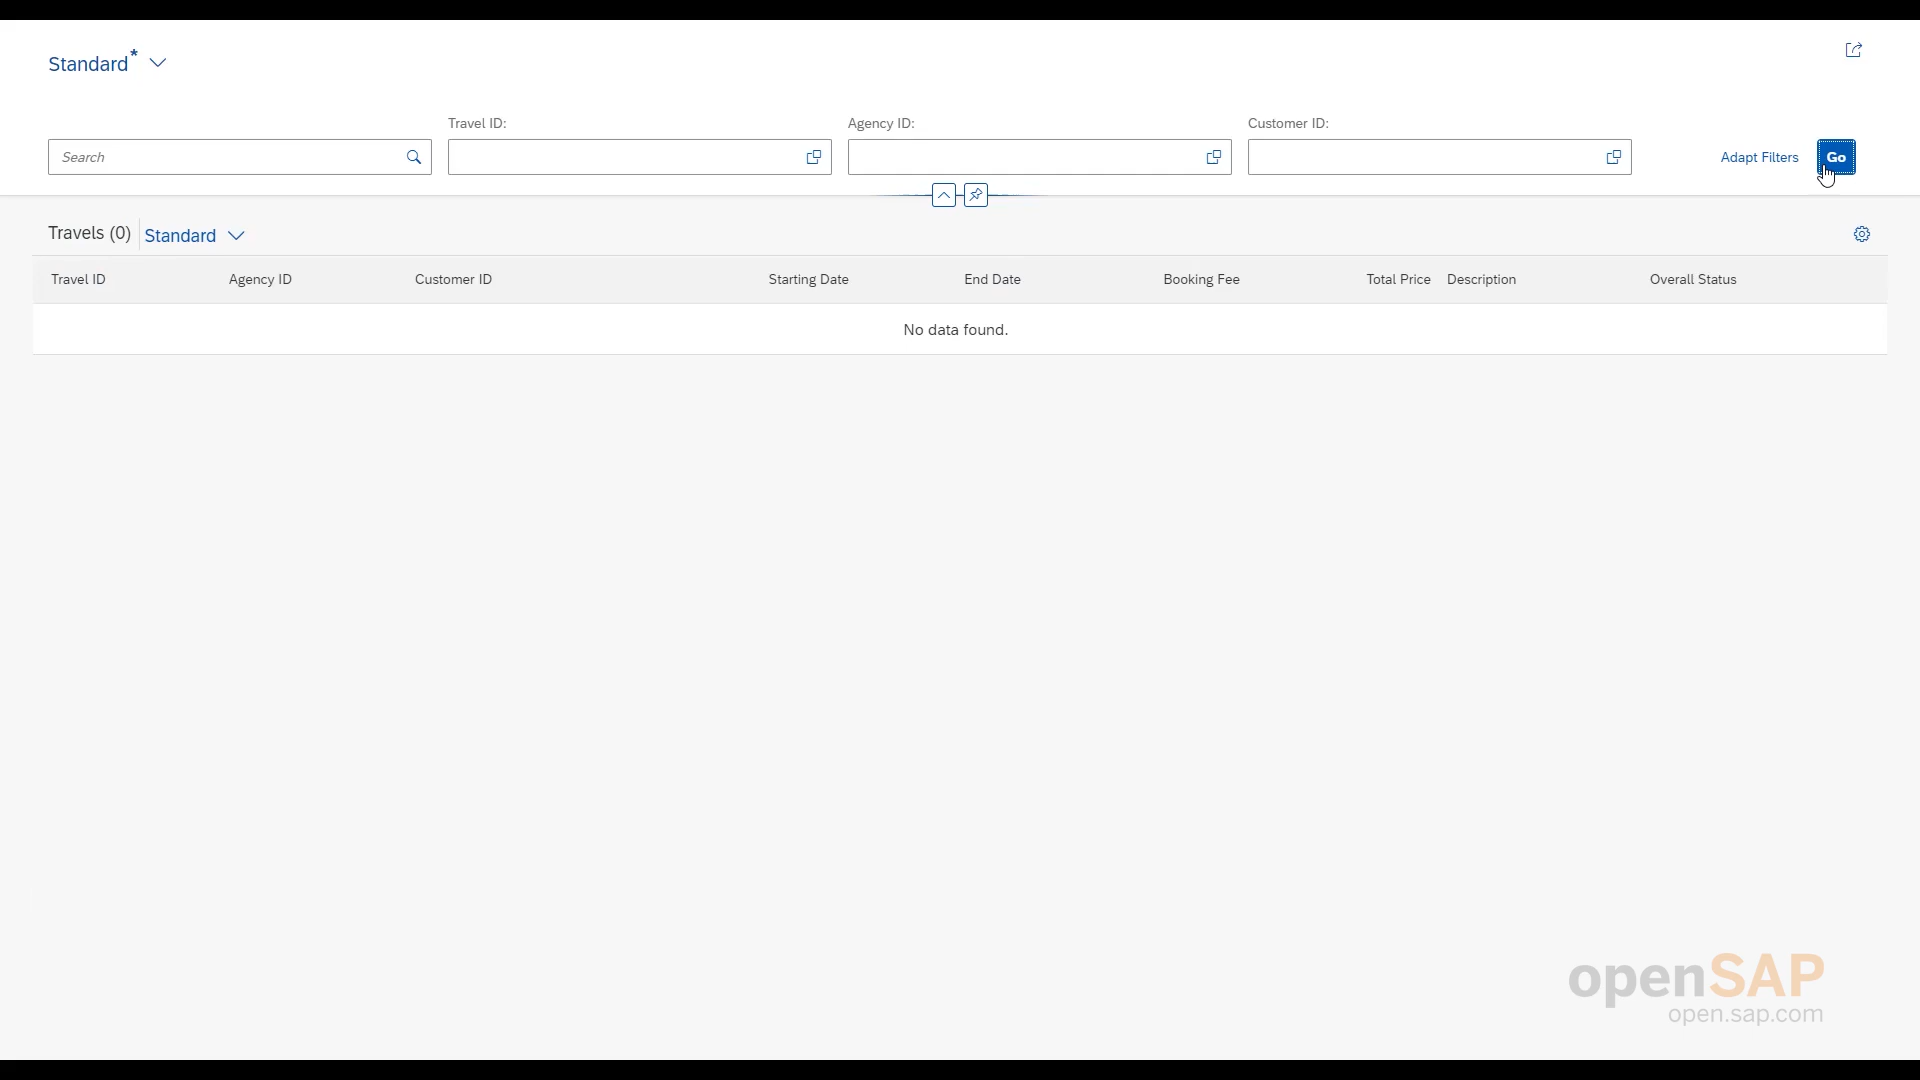 Standard*
Travel ID:
Agency ID:
Customer ID:
Search
Adapt Filters
Go
Travels (0)
Standard
Travel ID
Agency ID
Customer ID
Starting Date
End Date
Booking Fee
Total Price
Description
Overall Status
No data found.
openSAP
open.sap.com